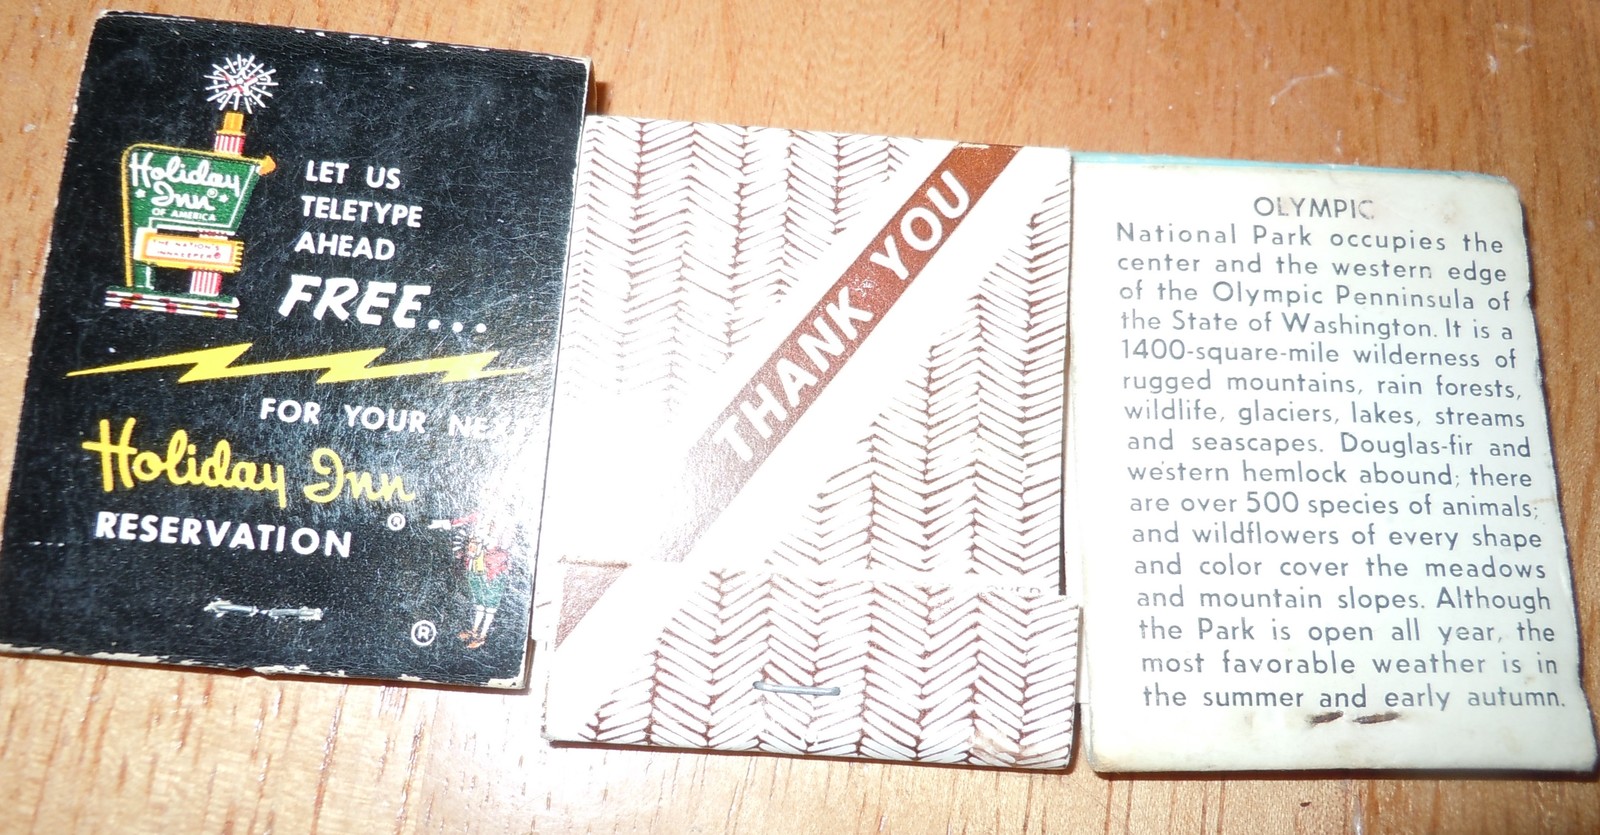 Holiday
Inn®
OF AMERICA
THE NATION'S
INNKEEPER
LET US
TELETYPE
AHEAD
FREE...
FOR YOUR
Holiday Inn
®
RESERVATION
®
THANK YOU
OLYMPIC
National Park occupies the
center and the western edge
of the Olympic Penninsula of
the State of Washington. It is a
1400-square-mile wilderness of
rugged mountains, rain forests,
wildlife, glaciers, lakes, streams
and seascapes. Douglas-fir and
western hemlock abound; there
are over 500 species of animals;
and wildflowers of every shape
and color cover the meadows
and mountain slopes. Although
the Park is open all year, the
most favorable weather is in
the summer and early autumn.